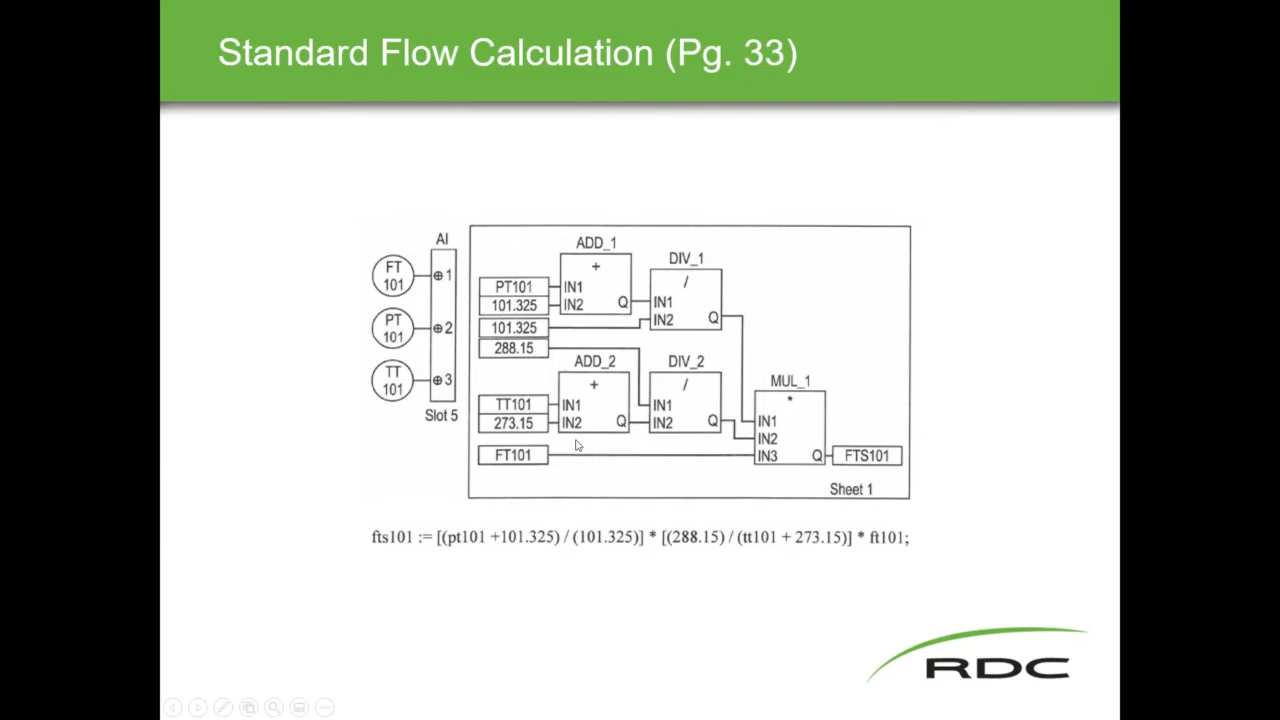 Standard Flow Calculation (Pg. 33)
AI
FT
101
1
PT
101
2
TT
101
3
Slot 5
ADD_1
+
PT101
IN1
101.325
IN2
Q
DIV_1
/
IN1
IN2
Q
101.325
288.15
ADD_2
+
TT101
IN1
273.15
IN2
Q
DIV_2
/
IN1
IN2
Q
MUL_1
*
IN1
IN2
IN3
Q
FT101
FTS101
Sheet 1
fts101 := [(pt101 +101.325) / (101.325)] * [(288.15) / (tt101 + 273.15)] * ft101;
RDC